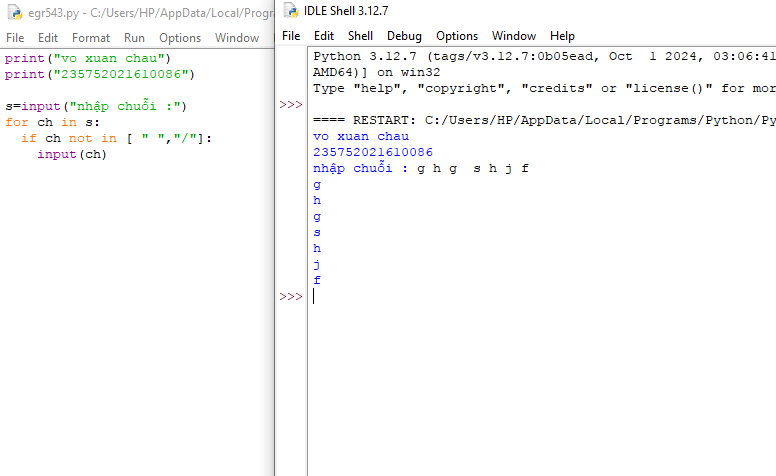 egr543.py - C:/Users/HP/AppData/Local/Progra
File Edit Format Run Options Window
print("vo xuan chau")
print("235752021610086")
s=input("nhập chuỗi :")
for ch in s:
  if ch not in [ " ","/"]:
    input(ch)
IDLE Shell 3.12.7
File Edit Shell Debug Options Window Help
Python 3.12.7 (tags/v3.12.7:0b05ead, Oct  1 2024, 03:06:41
AMD64)] on win32
Type "help", "copyright", "credits" or "license()" for mor
>>>
==== RESTART: C:/Users/HP/AppData/Local/Programs/Python/Py
vo xuan chau
235752021610086
nhập chuỗi : g h g  s h j f
g
h
g
s
h
j
f
>>>